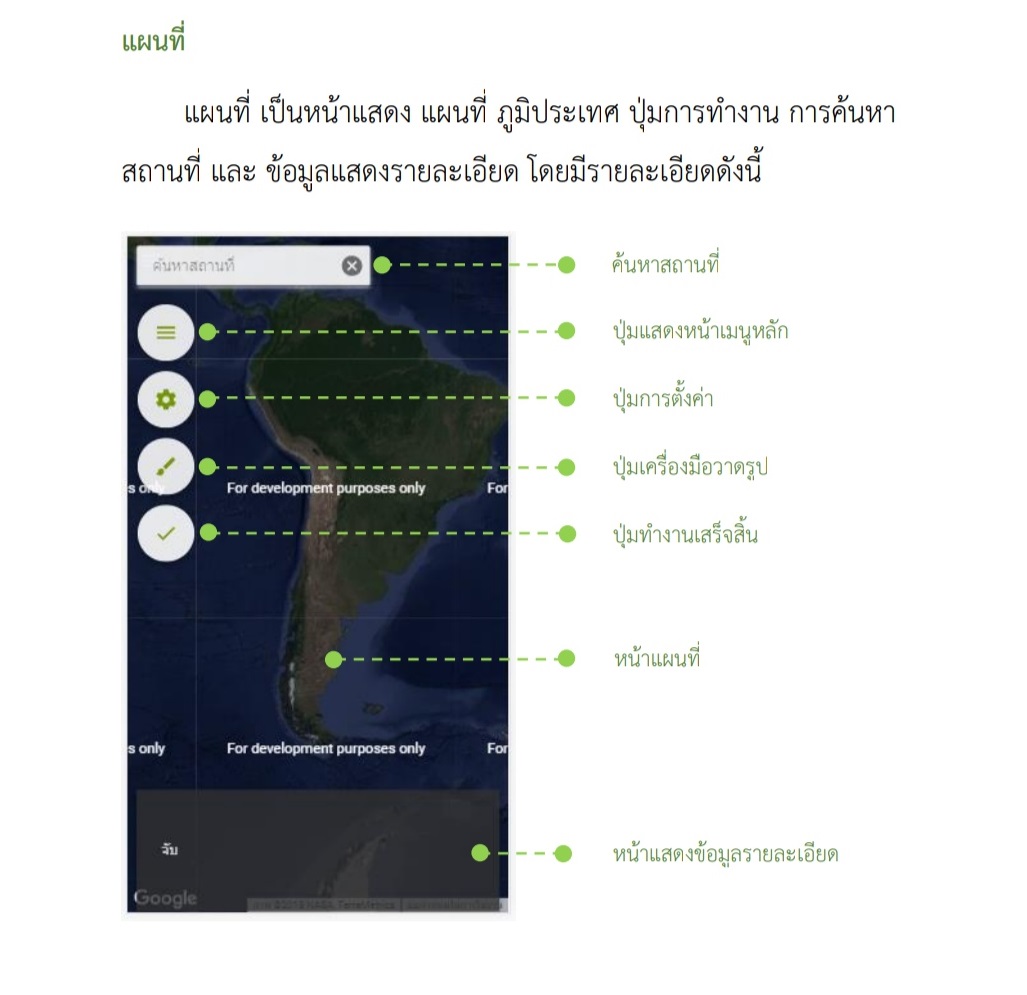 แผนที่
แผนที่ เป็นหน้าแสดง แผนที่ ภูมิประเทศ ปุ่มการทำงาน การค้นหา
สถานที่ และ ข้อมูลแสดงรายละเอียด โดยมีรายละเอียดดังนี้
ค้นหาสถานที่
ค้นหาสถานที่
ปุ่มแสดงหน้าเมนูหลัก
ปุ่มการตั้งค่า
ปุ่มเครื่องมือวาดรูป
s only For development purposes only For
ปุ่มทำงานเสร็จสิ้น
หน้าแผนที่
s only For development purposes only For
จับ
หน้าแสดงข้อมูลรายละเอียด
Google